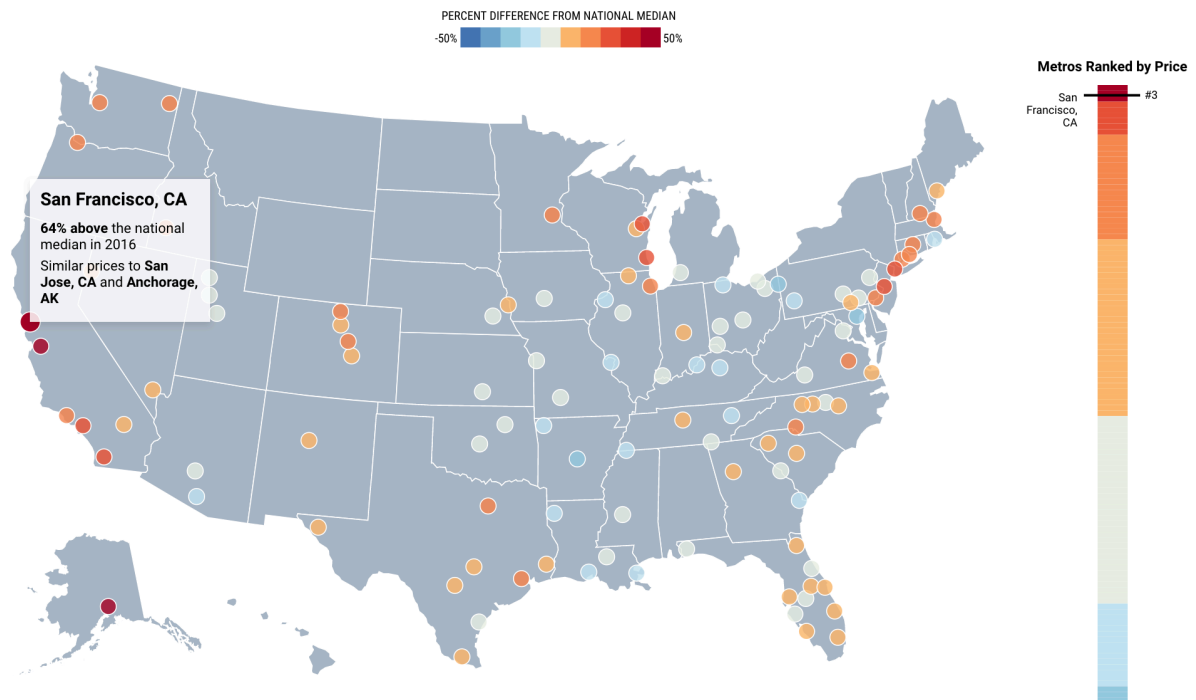 PERCENT DIFFERENCE FROM NATIONAL MEDIAN
-50% 50%
Metros Ranked by Price
San
Francisco,
CA
#3
San Francisco, CA
64% above the national
median in 2016
Similar prices to San
Jose, CA and Anchorage,
AK